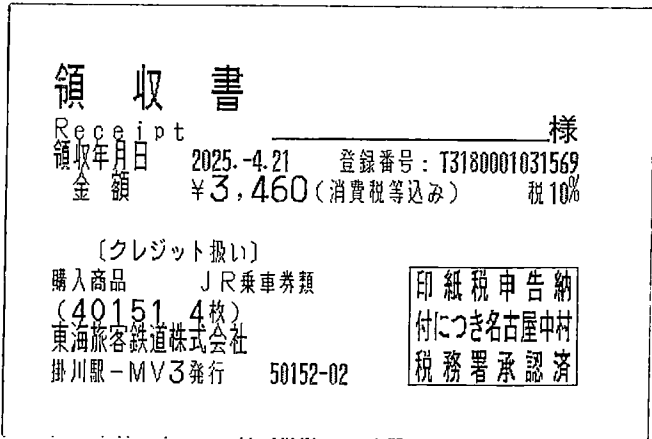 領収書
Receipt 様
領収年月日 2025.-4.21 登録番号：T3180001031569
金額 ¥3,460(消費税等込み) 税10%
〔クレジット扱い〕
購入商品 JR乗車券類
(40151 4枚)
東海旅客鉄道株式会社
掛川駅-MV3発行 50152-02
印紙税申告納
付につき名古屋中村
税務署承認済